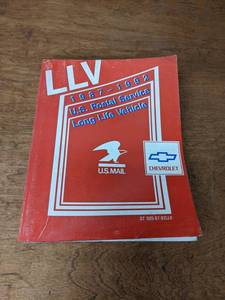 LLV
1987-1992
U.S. Postal Service
Long Life Vehicle
U.S. MAIL
CHEVROLET